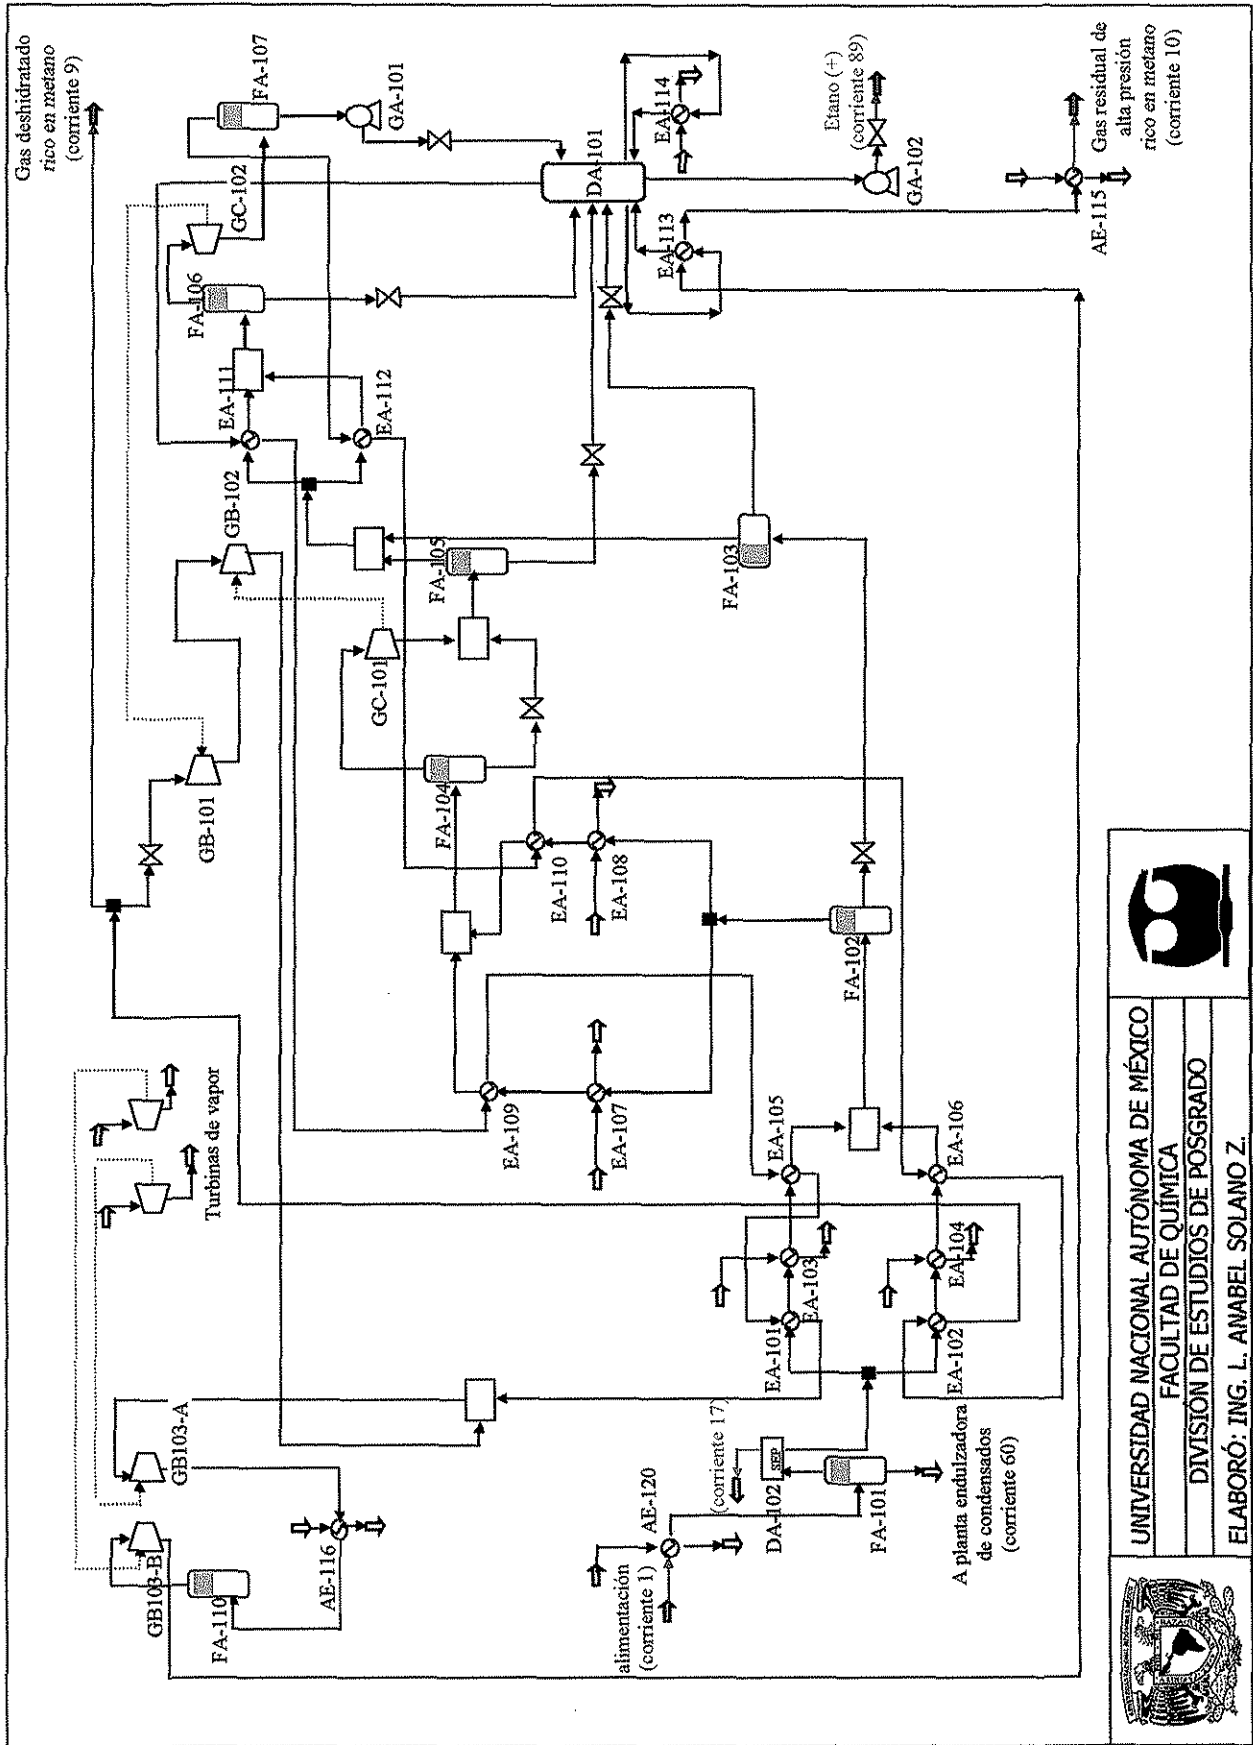 Gas deshidratado
rico en metano
(corriente 9)
FA-107
GA-101
GC-102
FA-106
EA-111
EA-112
GB-102
GB-101
GC-101
FA-105
FA-104
FA-103
FA-102
DA-101
EA-114
EA-113
Etano (+)
(corriente 89)
GA-102
AE-115
Gas residual de
alta presión
rico en metano
(corriente 10)
EA-110
EA-108
EA-109
EA-107
EA-105
EA-106
EA-103
EA-104
EA-101
EA-102
Turbinas de vapor
GB103-A
GB103-B
FA-110
AE-116
alimentación
(corriente 1)
AE-120
(corriente 17)
SEP
DA-102
FA-101
A planta endulzadora
de condensados
(corriente 60)
UNIVERSIDAD NACIONAL AUTÓNOMA DE MÉXICO
FACULTAD DE QUÍMICA
DIVISIÓN DE ESTUDIOS DE POSGRADO
ELABORÓ: ING. L. ANABEL SOLANO Z.